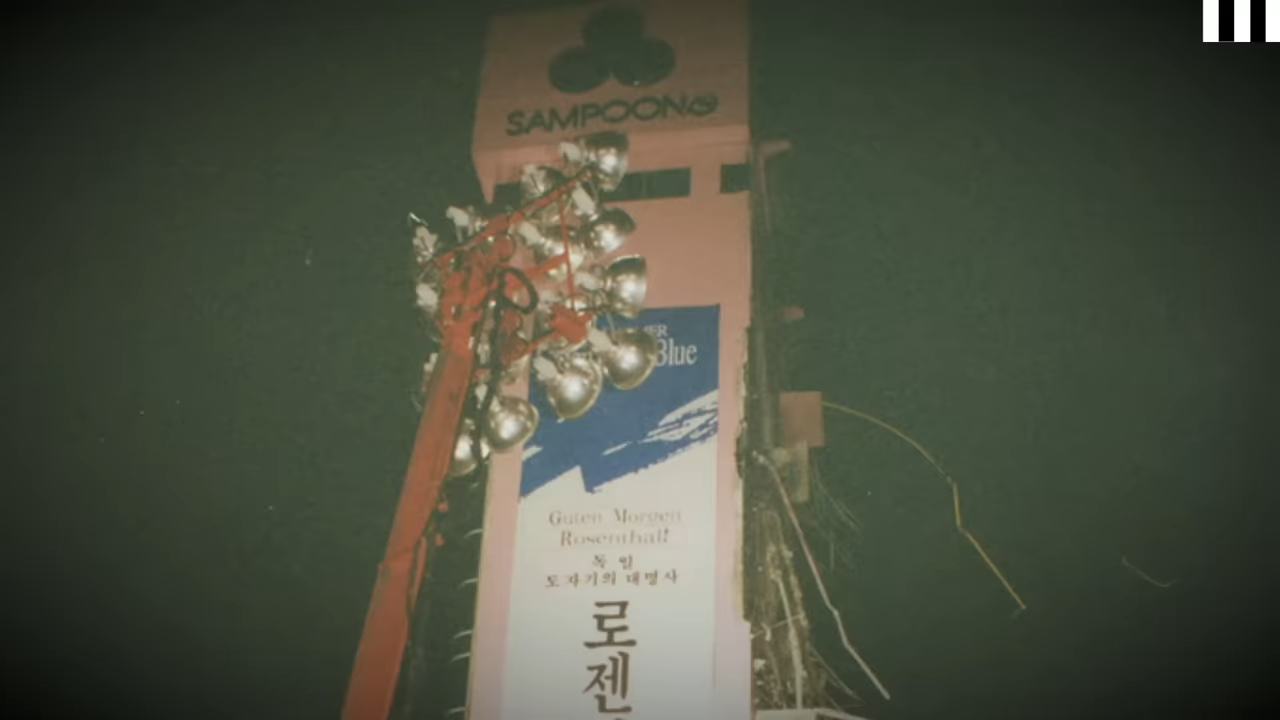 SAMPOONG
Blue
Guten Morgen
Rosenthal!
독일
도자기의 대명사
로젠